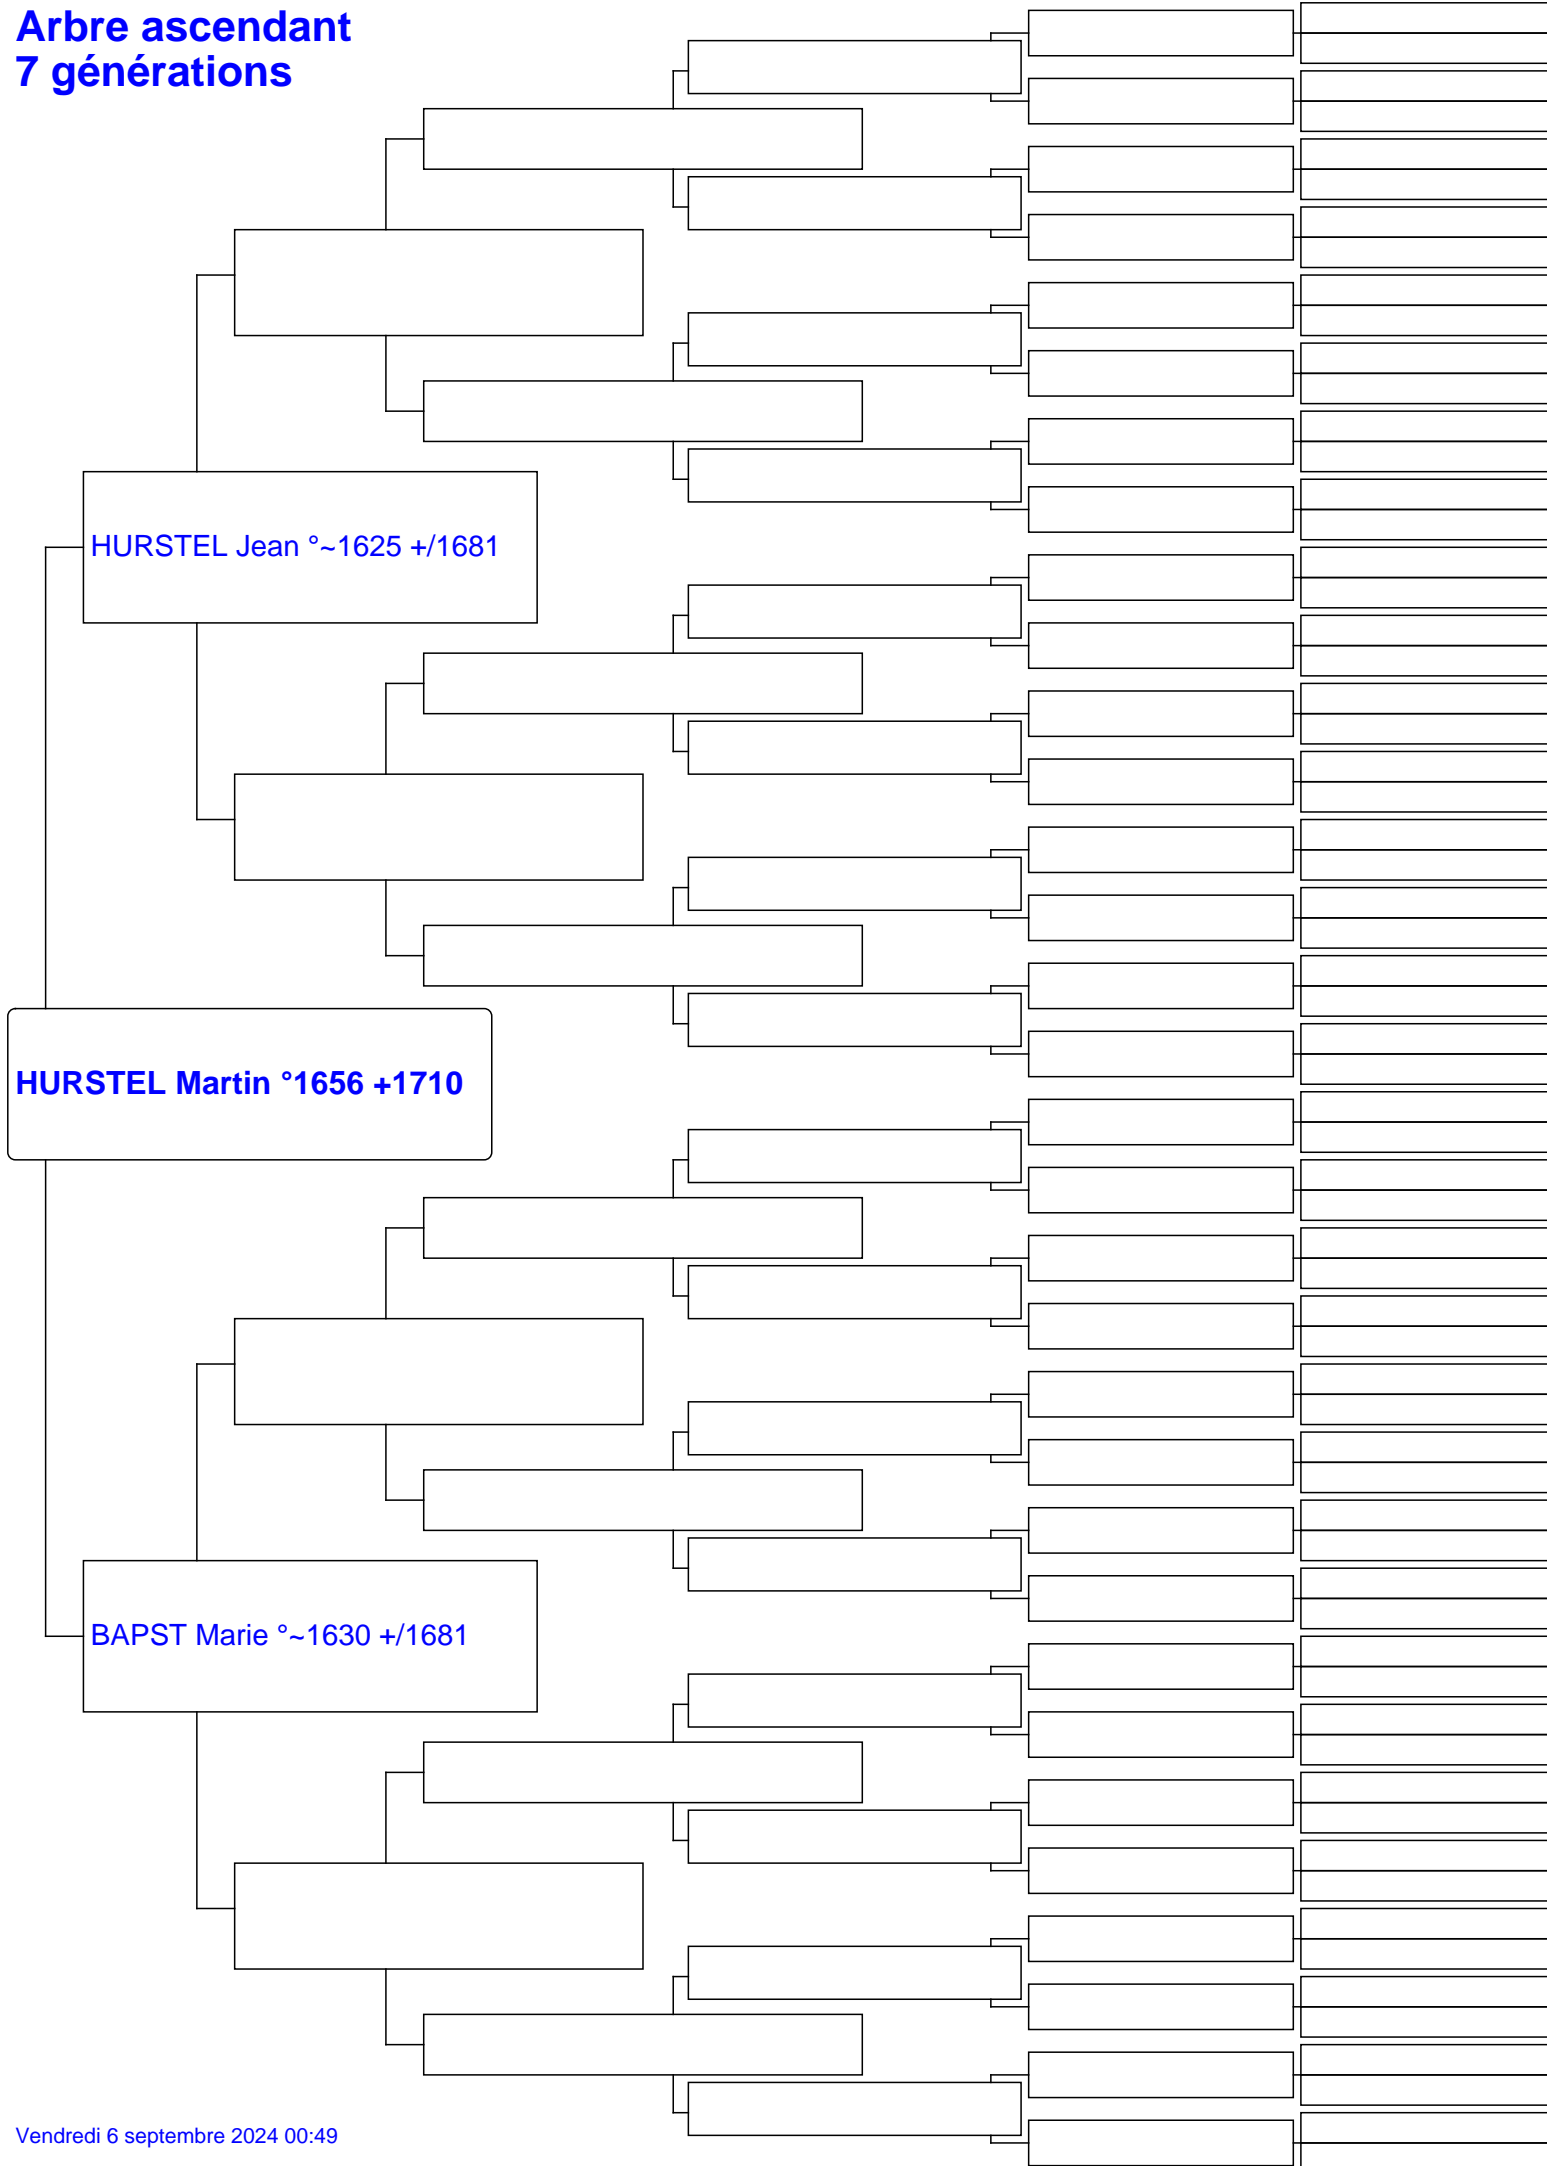 Arbre ascendant
7 générations
HURSTEL Jean °~1625 +/1681
HURSTEL Martin °1656 +1710
BAPST Marie °~1630 +/1681
Vendredi 6 septembre 2024 00:49